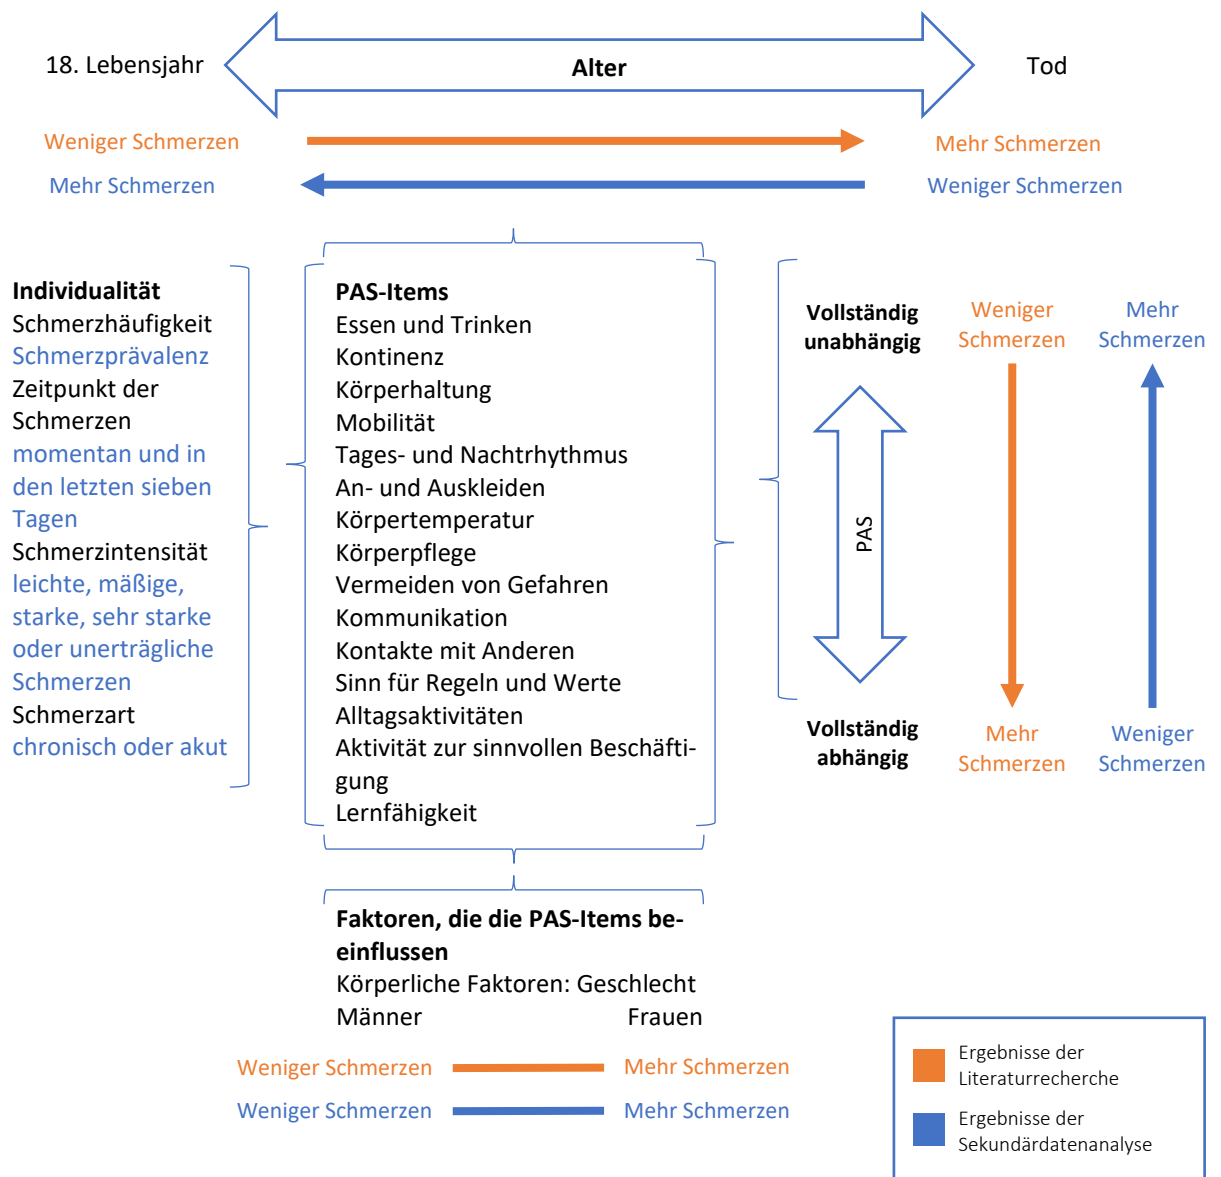 18. Lebensjahr
Alter
Tod
Weniger Schmerzen
Mehr Schmerzen
Mehr Schmerzen
Weniger Schmerzen
Individualität
Schmerzhäufigkeit
Schmerzprävalenz
Zeitpunkt der
Schmerzen
momentan und in
den letzten sieben
Tagen
Schmerzintensität
leichte, mäßige,
starke, sehr starke
oder unerträgliche
Schmerzen
Schmerzart
chronisch oder akut
PAS-Items
Essen und Trinken
Kontinenz
Körperhaltung
Mobilität
Tages- und Nachtrhythmus
An- und Auskleiden
Körpertemperatur
Körperpflege
Vermeiden von Gefahren
Kommunikation
Kontakte mit Anderen
Sinn für Regeln und Werte
Alltagsaktivitäten
Aktivität zur sinnvollen Beschäfti-
gung
Lernfähigkeit
Vollständig
unabhängig
PAS
Vollständig
abhängig
Weniger
Schmerzen
Mehr
Schmerzen
Mehr
Schmerzen
Weniger
Schmerzen
Faktoren, die die PAS-Items be-
einflussen
Körperliche Faktoren: Geschlecht
Männer Frauen
Weniger Schmerzen Mehr Schmerzen
Weniger Schmerzen Mehr Schmerzen
Ergebnisse der
Literaturrecherche
Ergebnisse der
Sekundärdatenanalyse